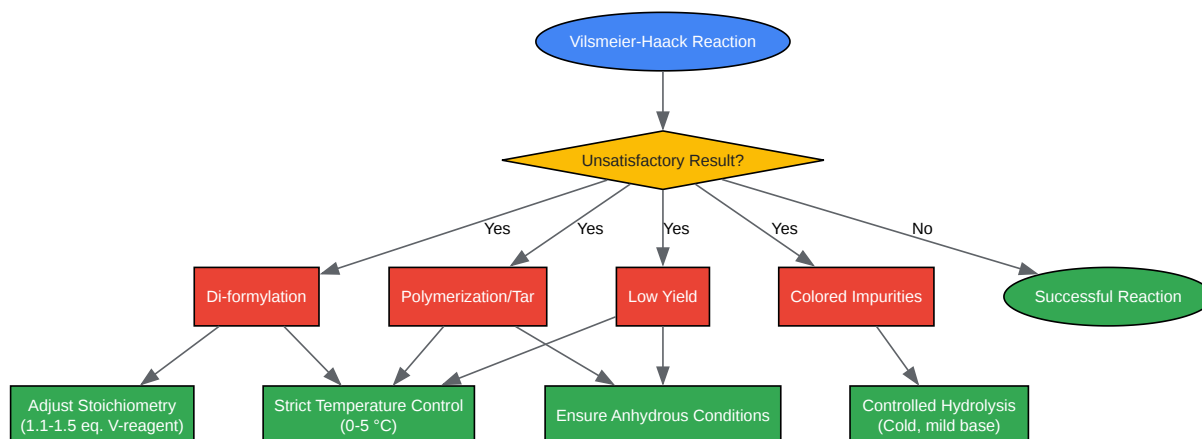 Vilsmeier-Haack Reaction
Unsatisfactory Result?
Yes
Yes
Yes
Yes
No
Di-formylation
Polymerization/Tar
Low Yield
Colored Impurities
Successful Reaction
Adjust Stoichiometry
(1.1-1.5 eq. V-reagent)
Strict Temperature Control
(0-5 °C)
Ensure Anhydrous Conditions
Controlled Hydrolysis
(Cold, mild base)